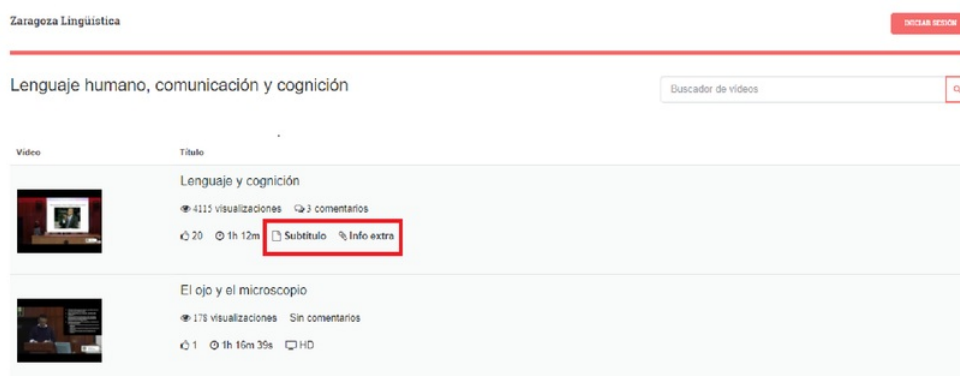 Zaragoza Lingüística
INICIAR SESIÓN
Lenguaje humano, comunicación y cognición
Buscador de vídeos
Vídeo Título
Lenguaje y cognición
4115 visualizaciones 3 comentarios
20 1h 12m Subtítulo Info extra
El ojo y el microscopio
178 visualizaciones Sin comentarios
1 1h 16m 39s HD